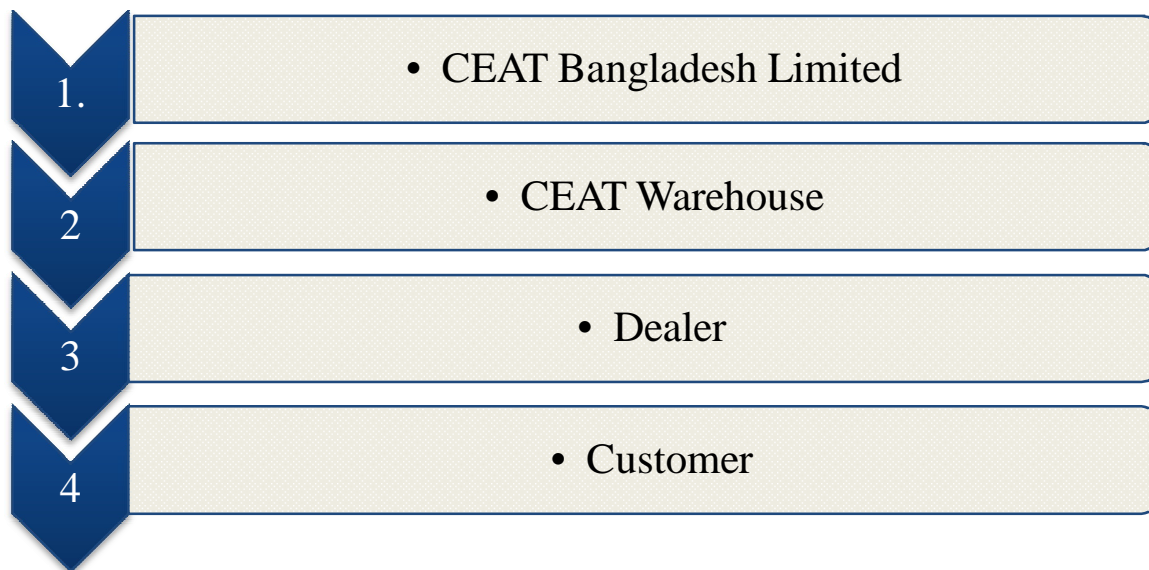 1.
• CEAT Bangladesh Limited
2
• CEAT Warehouse
3
• Dealer
4
• Customer